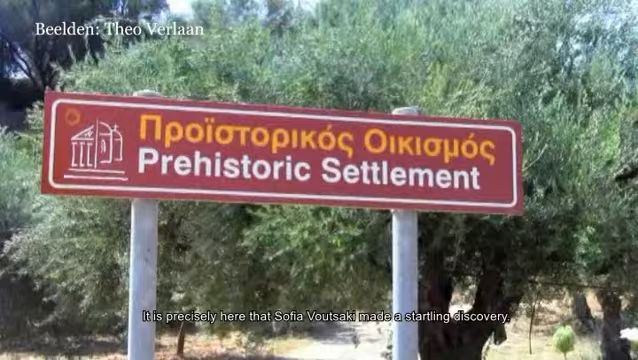 Beelden: Theo Verlaan
Προϊστορικός Οικισμός
Prehistoric Settlement
It is precisely here that Sofia Voutsaki made a startling discovery.